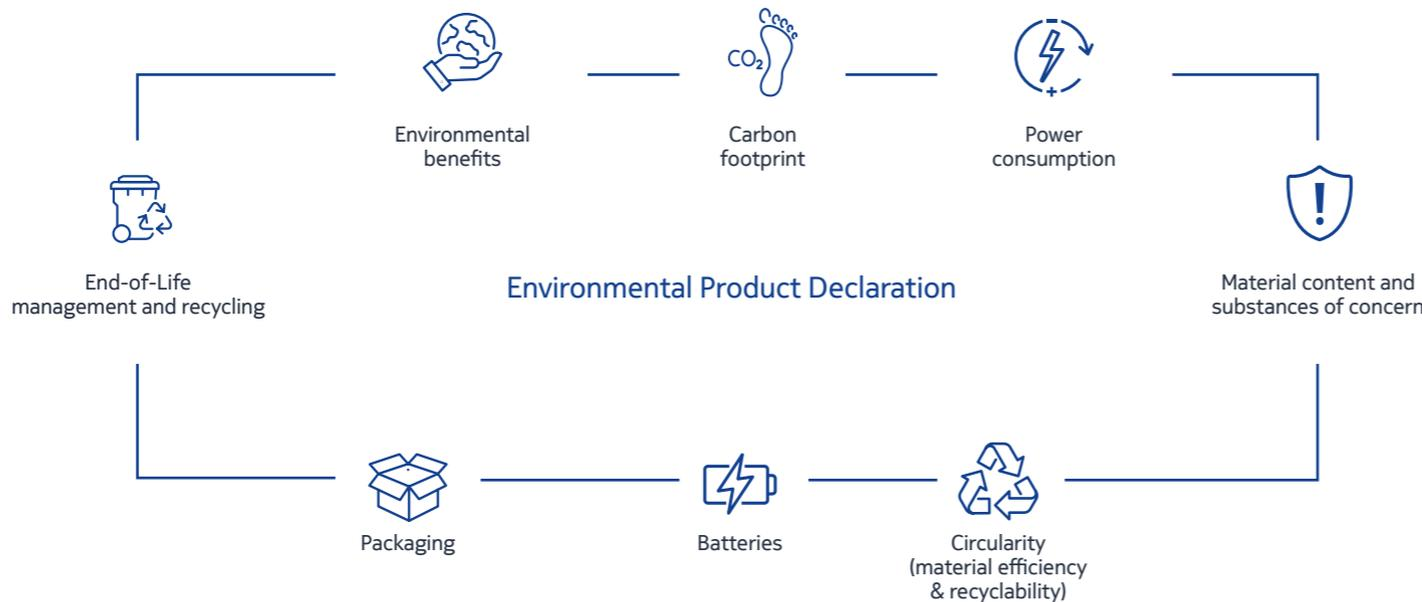 CO₂
Environmental
benefits
Carbon
footprint
Power
consumption
End-of-Life
management and recycling
Environmental Product Declaration
Material content and
substances of concern
Packaging
Batteries
Circularity
(material efficiency
& recyclability)